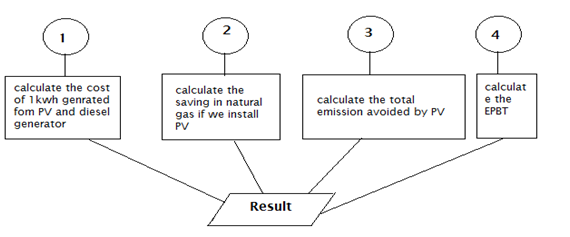 1
2
3
4
calculate the cost
of 1kwh genrated
fom PV and diesel
generator
calculate the
saving in natural
gas if we install
PV
calculate the total
emission avoided by PV
calculat
e the
EPBT
Result